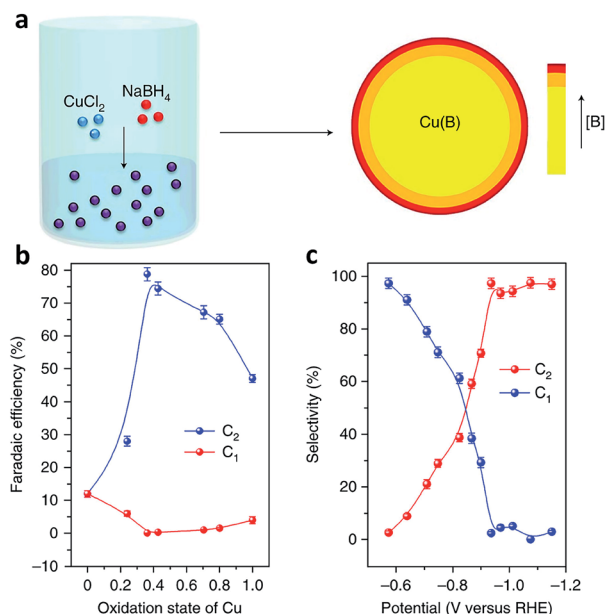 a
CuCl2
NaBH4
Cu(B)
[B]
b
80
70
60
50
40
30
20
10
0
−10
Faradaic efficiency (%)
C2
C1
0
0.2
0.4
0.6
0.8
1.0
Oxidation state of Cu
c
100
80
60
40
20
0
Selectivity (%)
C2
C1
−0.6
−0.8
−1.0
−1.2
Potential (V versus RHE)